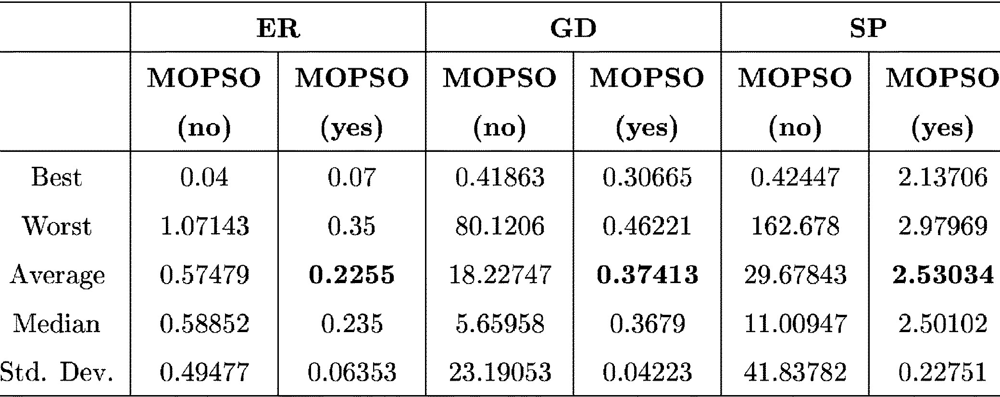 ER GD SP
MOPSO MOPSO MOPSO MOPSO MOPSO MOPSO
(no) (yes) (no) (yes) (no) (yes)
Best 0.04 0.07 0.41863 0.30665 0.42447 2.13706
Worst 1.07143 0.35 80.1206 0.46221 162.678 2.97969
Average 0.57479 0.2255 18.22747 0.37413 29.67843 2.53034
Median 0.58852 0.235 5.65958 0.3679 11.00947 2.50102
Std. Dev. 0.49477 0.06353 23.19053 0.04223 41.83782 0.22751